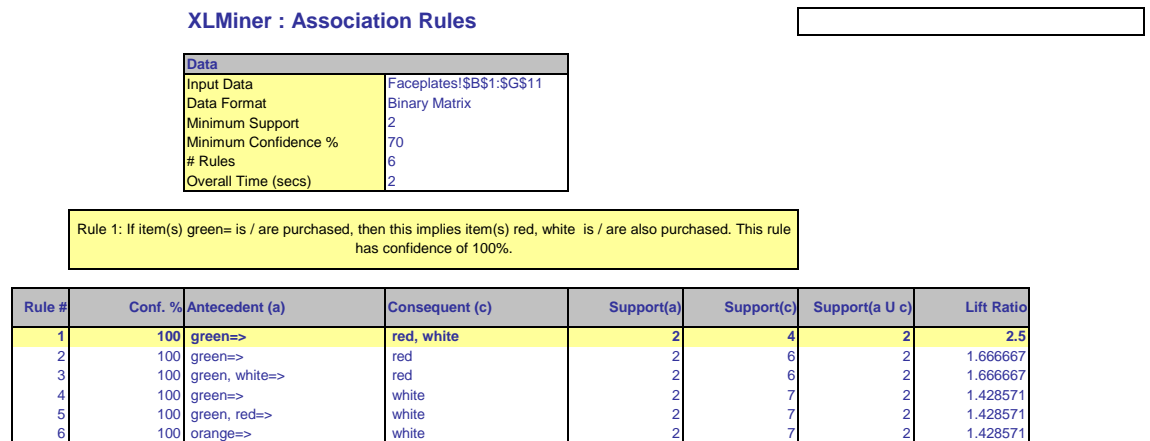 XLMiner : Association Rules
Data
Input Data Faceplates!$B$1:$G$11
Data Format Binary Matrix
Minimum Support 2
Minimum Confidence % 70
# Rules 6
Overall Time (secs) 2
Rule 1: If item(s) green= is / are purchased, then this implies item(s) red, white is / are also purchased. This rule
has confidence of 100%.
Rule # Conf. % Antecedent (a) Consequent (c) Support(a) Support(c) Support(a U c) Lift Ratio
1 100 green=> red, white 2 4 2 2.5
2 100 green=> red 2 6 2 1.666667
3 100 green, white=> red 2 6 2 1.666667
4 100 green=> white 2 7 2 1.428571
5 100 green, red=> white 2 7 2 1.428571
6 100 orange=> white 2 7 2 1.428571